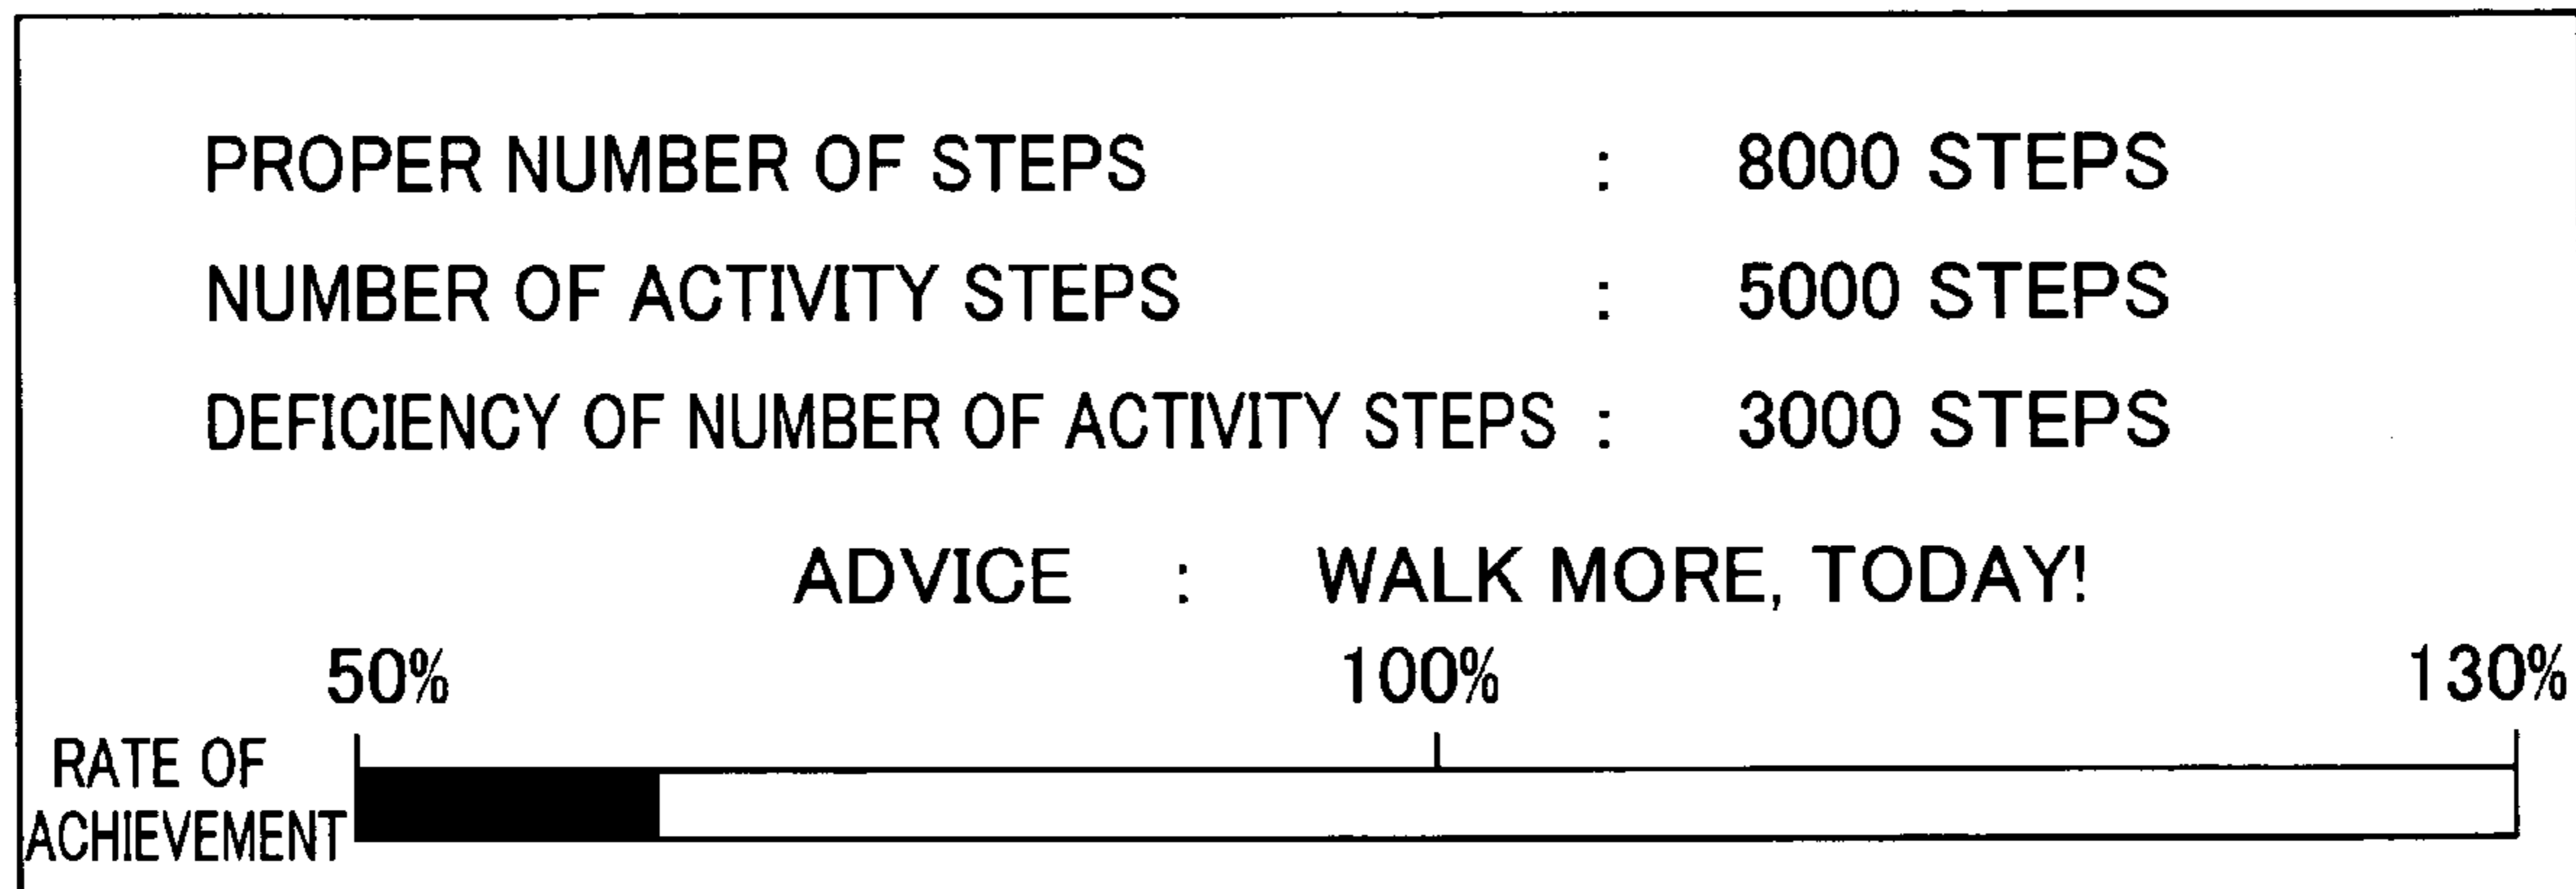 PROPER NUMBER OF STEPS : 8000 STEPS
NUMBER OF ACTIVITY STEPS : 5000 STEPS
DEFICIENCY OF NUMBER OF ACTIVITY STEPS : 3000 STEPS
ADVICE : WALK MORE, TODAY!
50% 100% 130%
RATE OF
ACHIEVEMENT